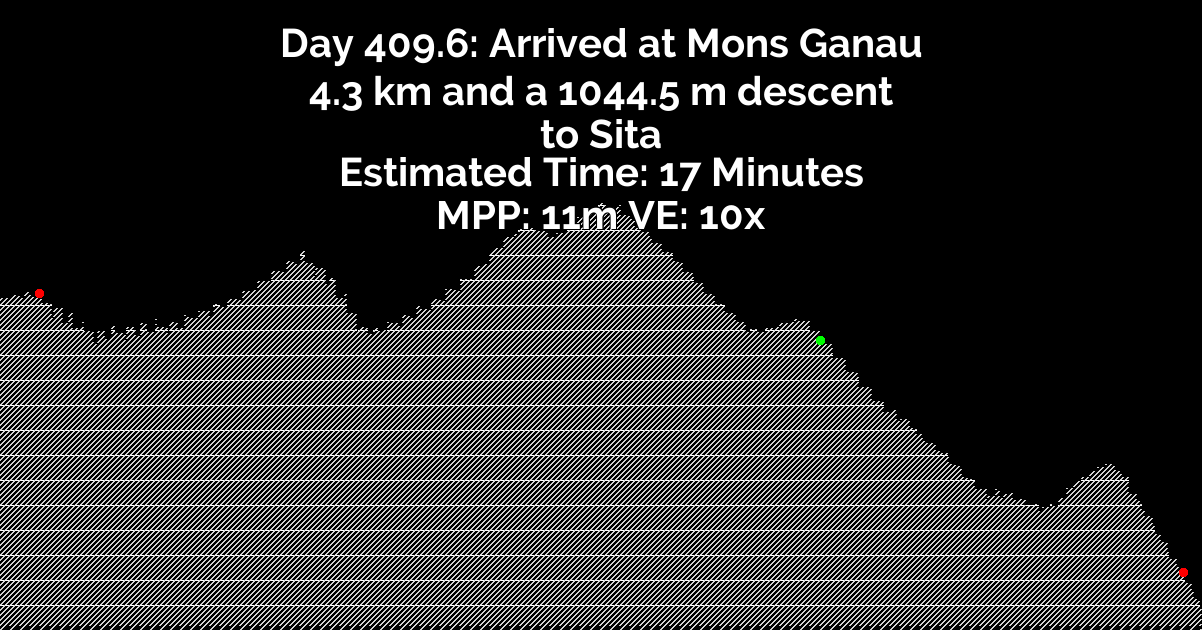 Day 409.6: Arrived at Mons Ganau
4.3 km and a 1044.5 m descent
to Sita
Estimated Time: 17 Minutes
MPP: 11m VE: 10x